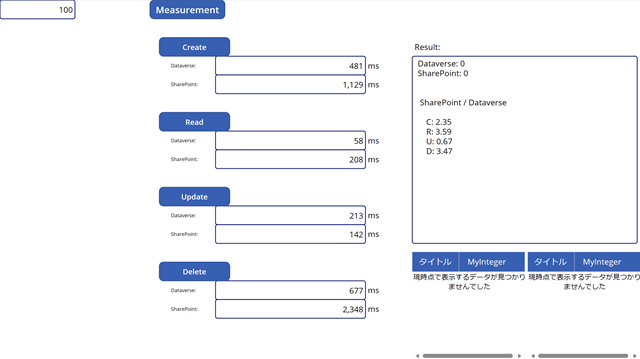 100
Measurement
Create
Dataverse: 481 ms
SharePoint: 1,129 ms
Read
Dataverse: 58 ms
SharePoint: 208 ms
Update
Dataverse: 213 ms
SharePoint: 142 ms
Delete
Dataverse: 677 ms
SharePoint: 2,348 ms
Result:
Dataverse: 0
SharePoint: 0
SharePoint / Dataverse
C: 2.35
R: 3.59
U: 0.67
D: 3.47
タイトル MyInteger
現時点で表示するデータが見つかり
ませんでした
タイトル MyInteger
現時点で表示するデータが見つかり
ませんでした